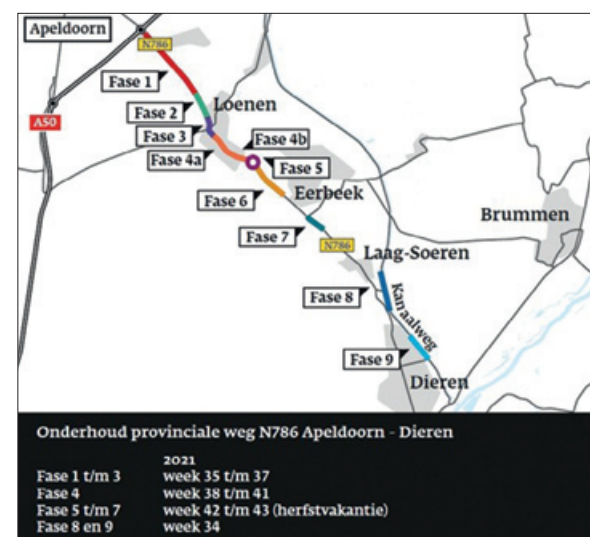 Apeldoorn
N786
Fase 1
Fase 2
Loenen
A50
Fase 3
Fase 4b
Fase 4a
Fase 5
Fase 6
Eerbeek
Brummen
Fase 7
N786
Laag-Soeren
Fase 8
Kanaalweg
Fase 9
Dieren
Onderhoud provinciale weg N786 Apeldoorn - Dieren
2021
Fase 1 t/m 3 week 35 t/m 37
Fase 4 week 38 t/m 41
Fase 5 t/m 7 week 42 t/m 43 (herfstvakantie)
Fase 8 en 9 week 34